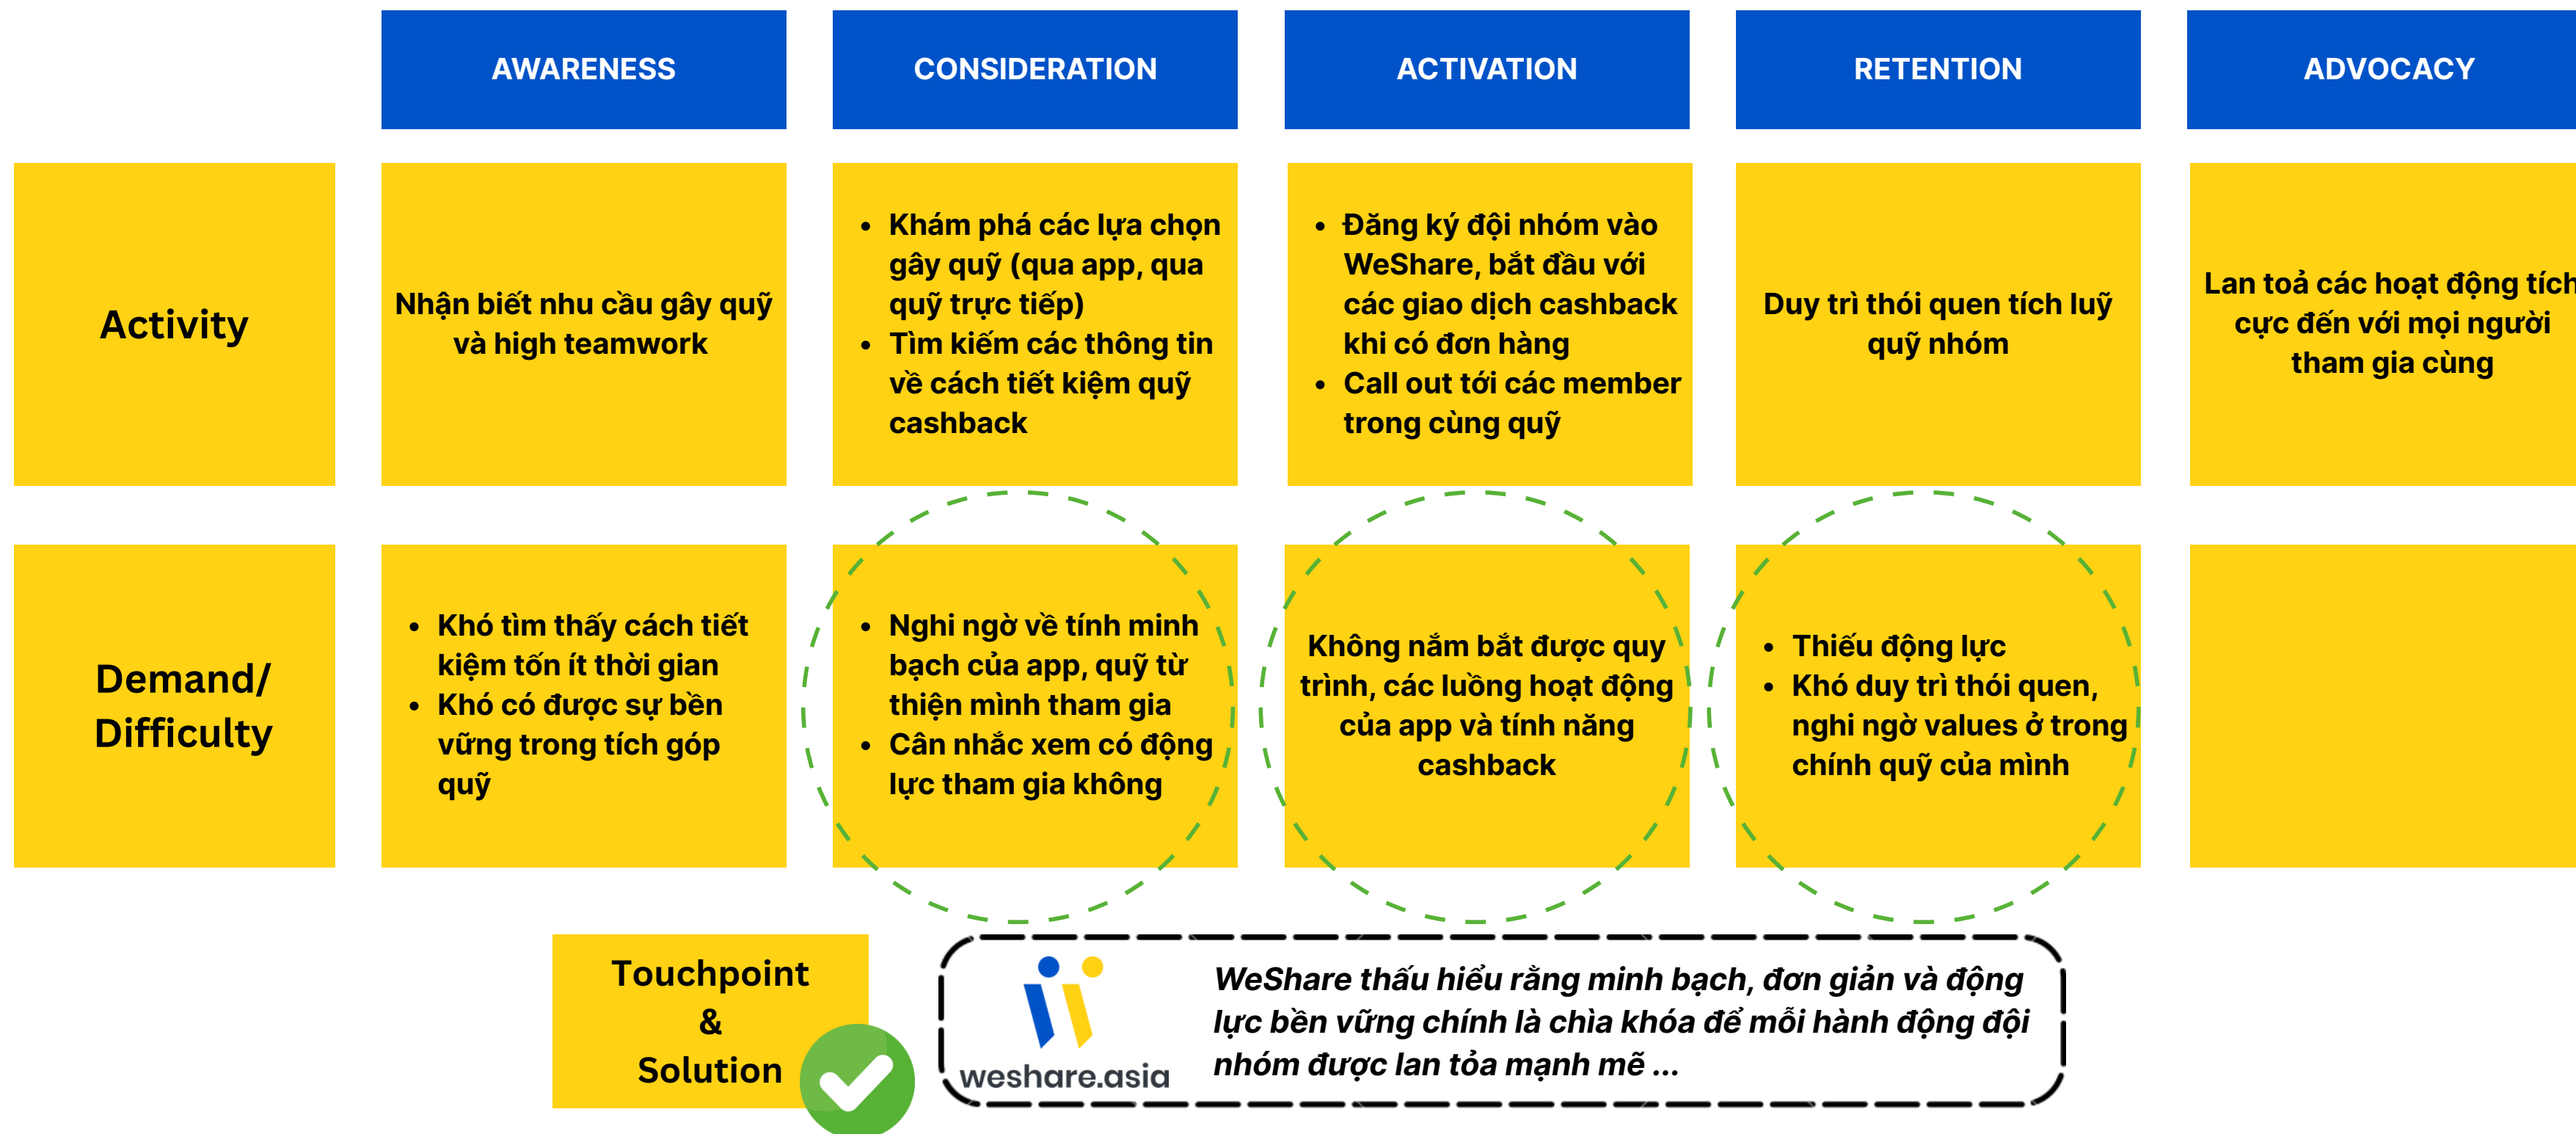 AWARENESS
CONSIDERATION
ACTIVATION
RETENTION
ADVOCACY
Activity
Nhận biết nhu cầu gây quỹ
và high teamwork
• Khám phá các lựa chọn
gây quỹ (qua app, qua
quỹ trực tiếp)
• Tìm kiếm các thông tin
về cách tiết kiệm quỹ
cashback
• Đăng ký đội nhóm vào
WeShare, bắt đầu với
các giao dịch cashback
khi có đơn hàng
• Call out tới các member
trong cùng quỹ
Duy trì thói quen tích luỹ
quỹ nhóm
Lan toả các hoạt động tích
cực đến với mọi người
tham gia cùng
Demand/
Difficulty
• Khó tìm thấy cách tiết
kiệm tốn ít thời gian
• Khó có được sự bền
vững trong tích góp
quỹ
• Nghi ngờ về tính minh
bạch của app, quỹ từ
thiện mình tham gia
• Cân nhắc xem có động
lực tham gia không
Không nắm bắt được quy
trình, các luồng hoạt động
của app và tính năng
cashback
• Thiếu động lực
• Khó duy trì thói quen,
nghi ngờ values ở trong
chính quỹ của mình
Touchpoint
&
Solution
weshare.asia
WeShare thấu hiểu rằng minh bạch, đơn giản và động
lực bền vững chính là chìa khóa để mỗi hành động đội
nhóm được lan tỏa mạnh mẽ ...